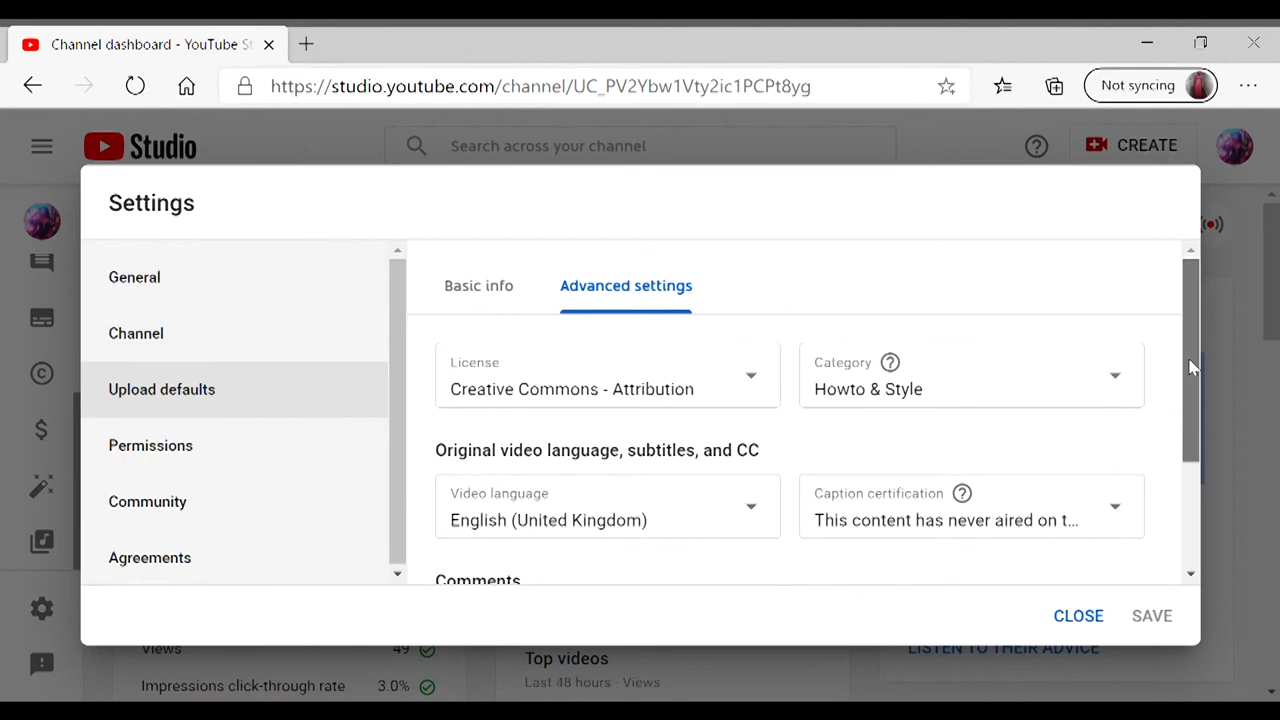 Channel dashboard - YouTube St
https://studio.youtube.com/channel/UC_PV2Ybw1Vty2ic1PCPt8yg
Not syncing
Studio
Search across your channel
CREATE
Settings
General
Channel
Upload defaults
Permissions
Community
Agreements
Basic info
Advanced settings
License
Creative Commons - Attribution
Category
Howto & Style
Original video language, subtitles, and CC
Video language
English (United Kingdom)
Caption certification
This content has never aired on t...
Comments
CLOSE
SAVE
Views
49
Impressions click-through rate
3.0%
Top videos
Last 48 hours · Views
LISTEN TO THEIR ADVICE